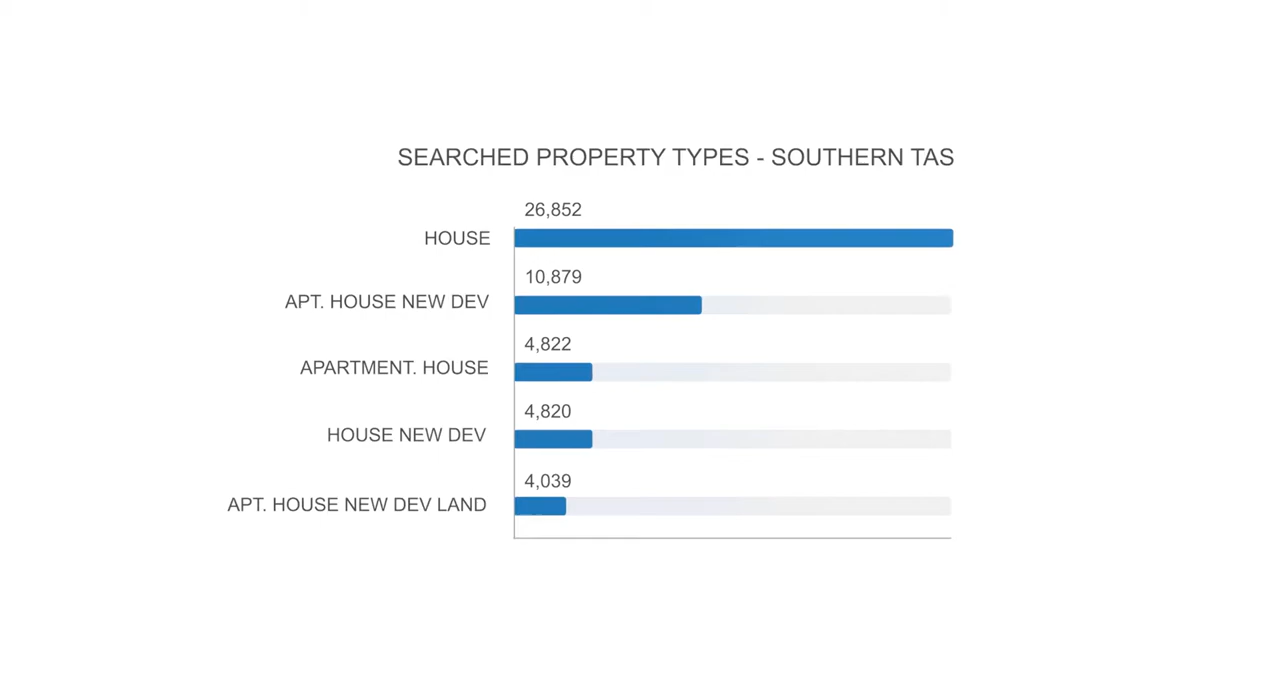 SEARCHED PROPERTY TYPES - SOUTHERN TAS
26,852
HOUSE
10,879
APT. HOUSE NEW DEV
4,822
APARTMENT. HOUSE
4,820
HOUSE NEW DEV
4,039
APT. HOUSE NEW DEV LAND